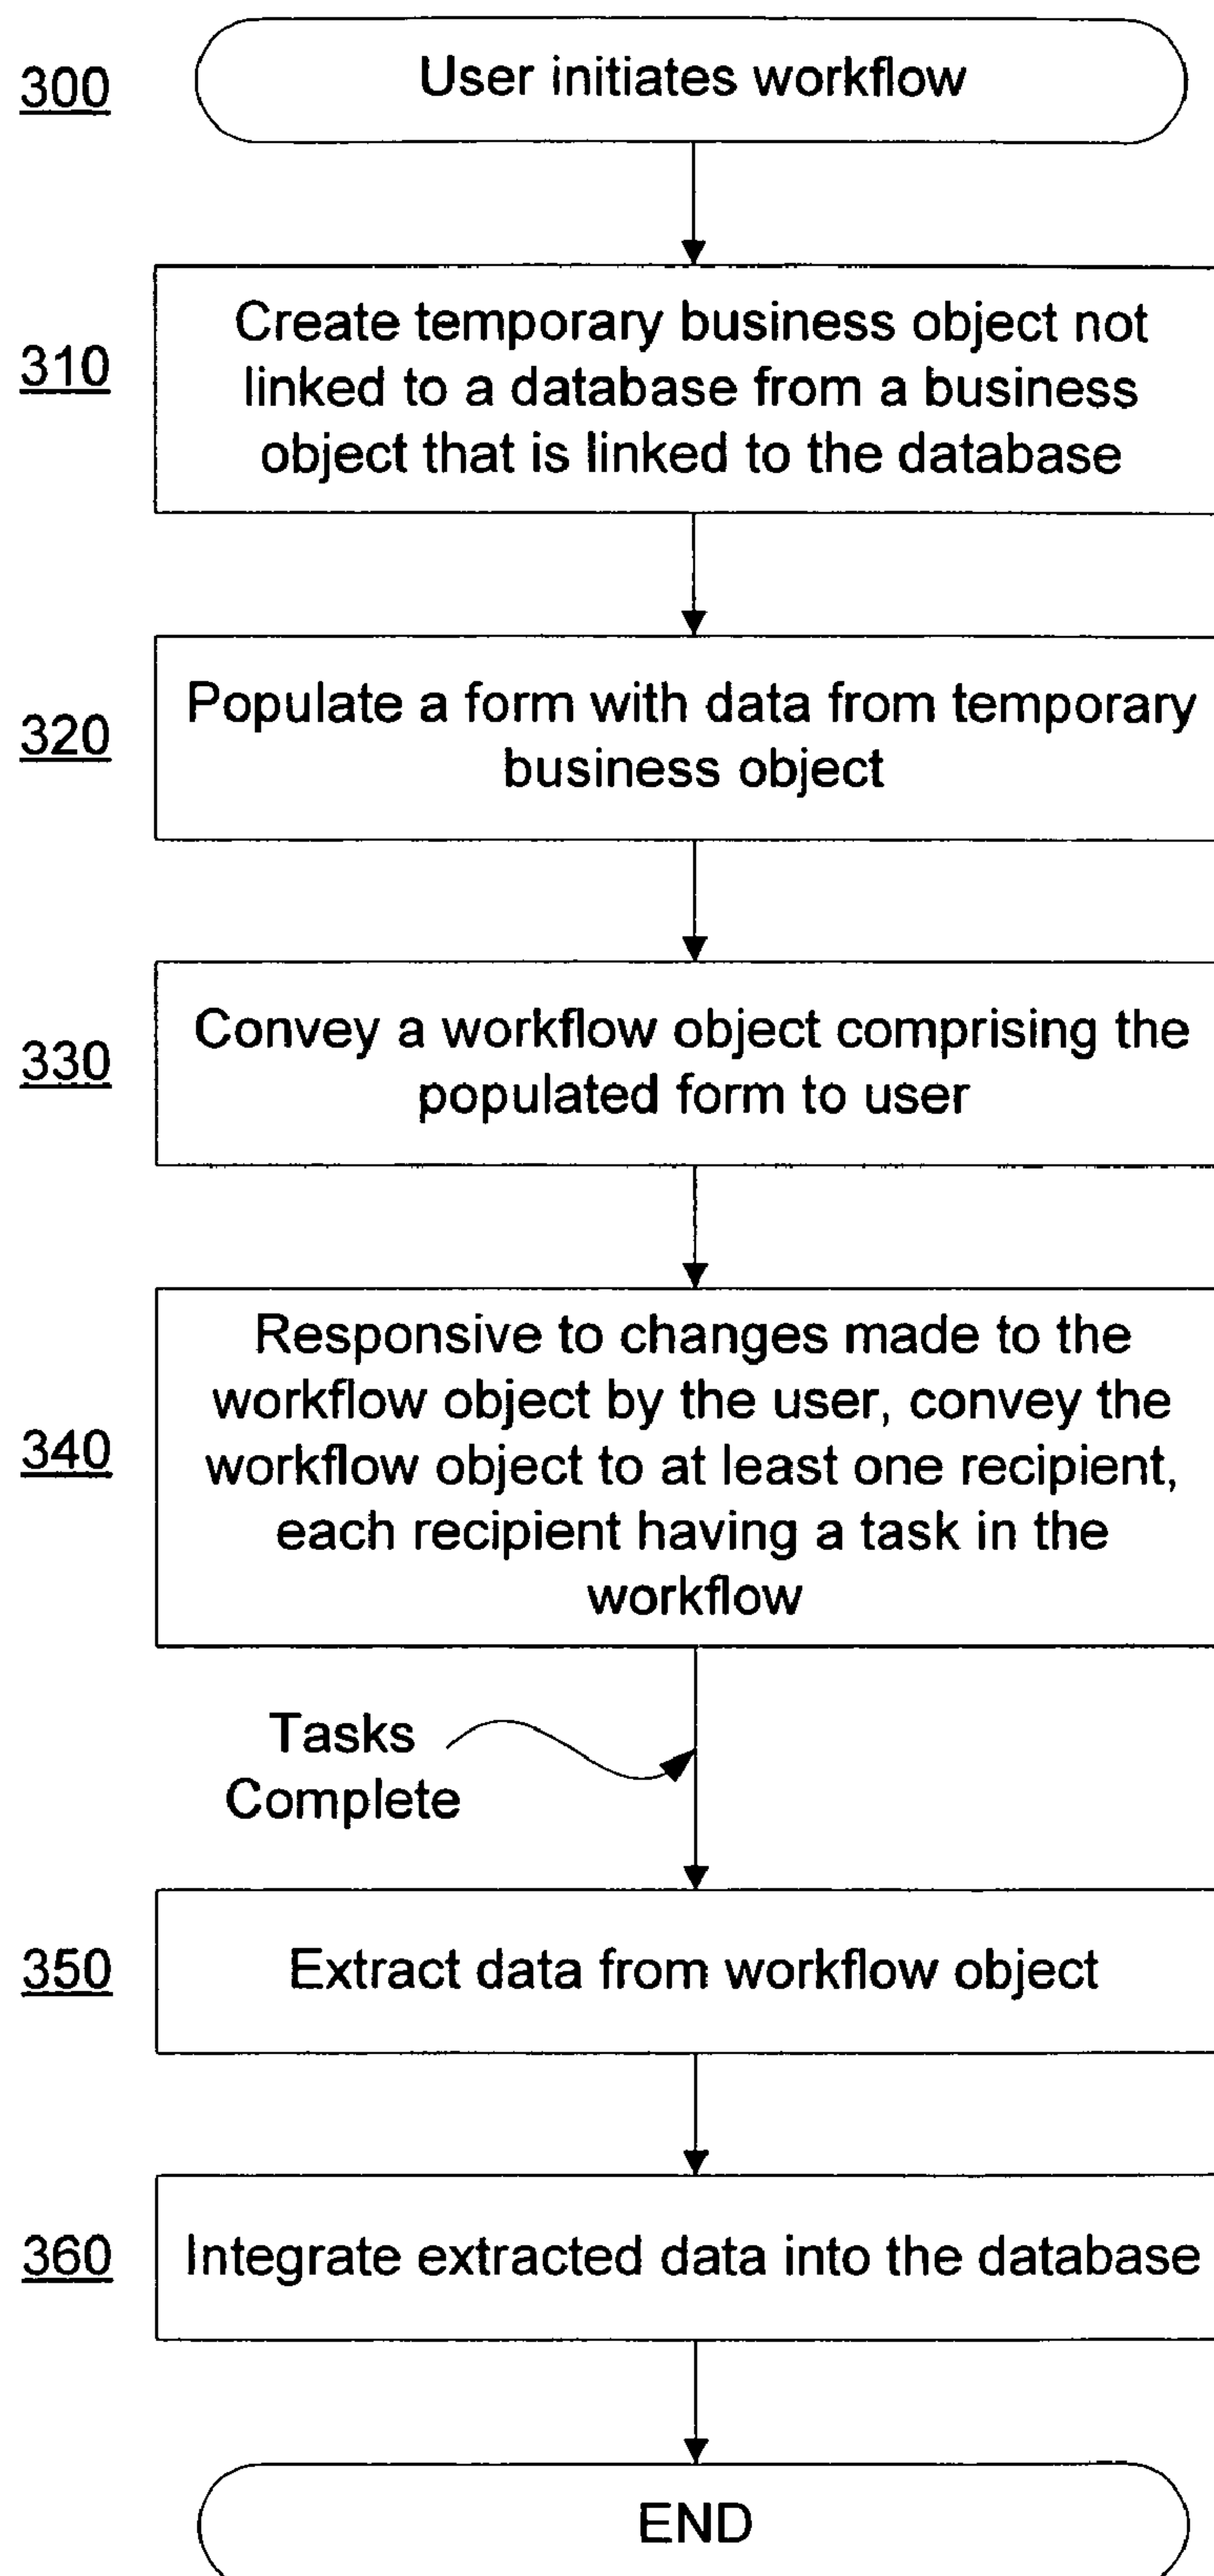 300
User initiates workflow
310
Create temporary business object not
linked to a database from a business
object that is linked to the database
320
Populate a form with data from temporary
business object
330
Convey a workflow object comprising the
populated form to user
340
Responsive to changes made to the
workflow object by the user, convey the
workflow object to at least one recipient,
each recipient having a task in the
workflow
Tasks
Complete
350
Extract data from workflow object
360
Integrate extracted data into the database
END